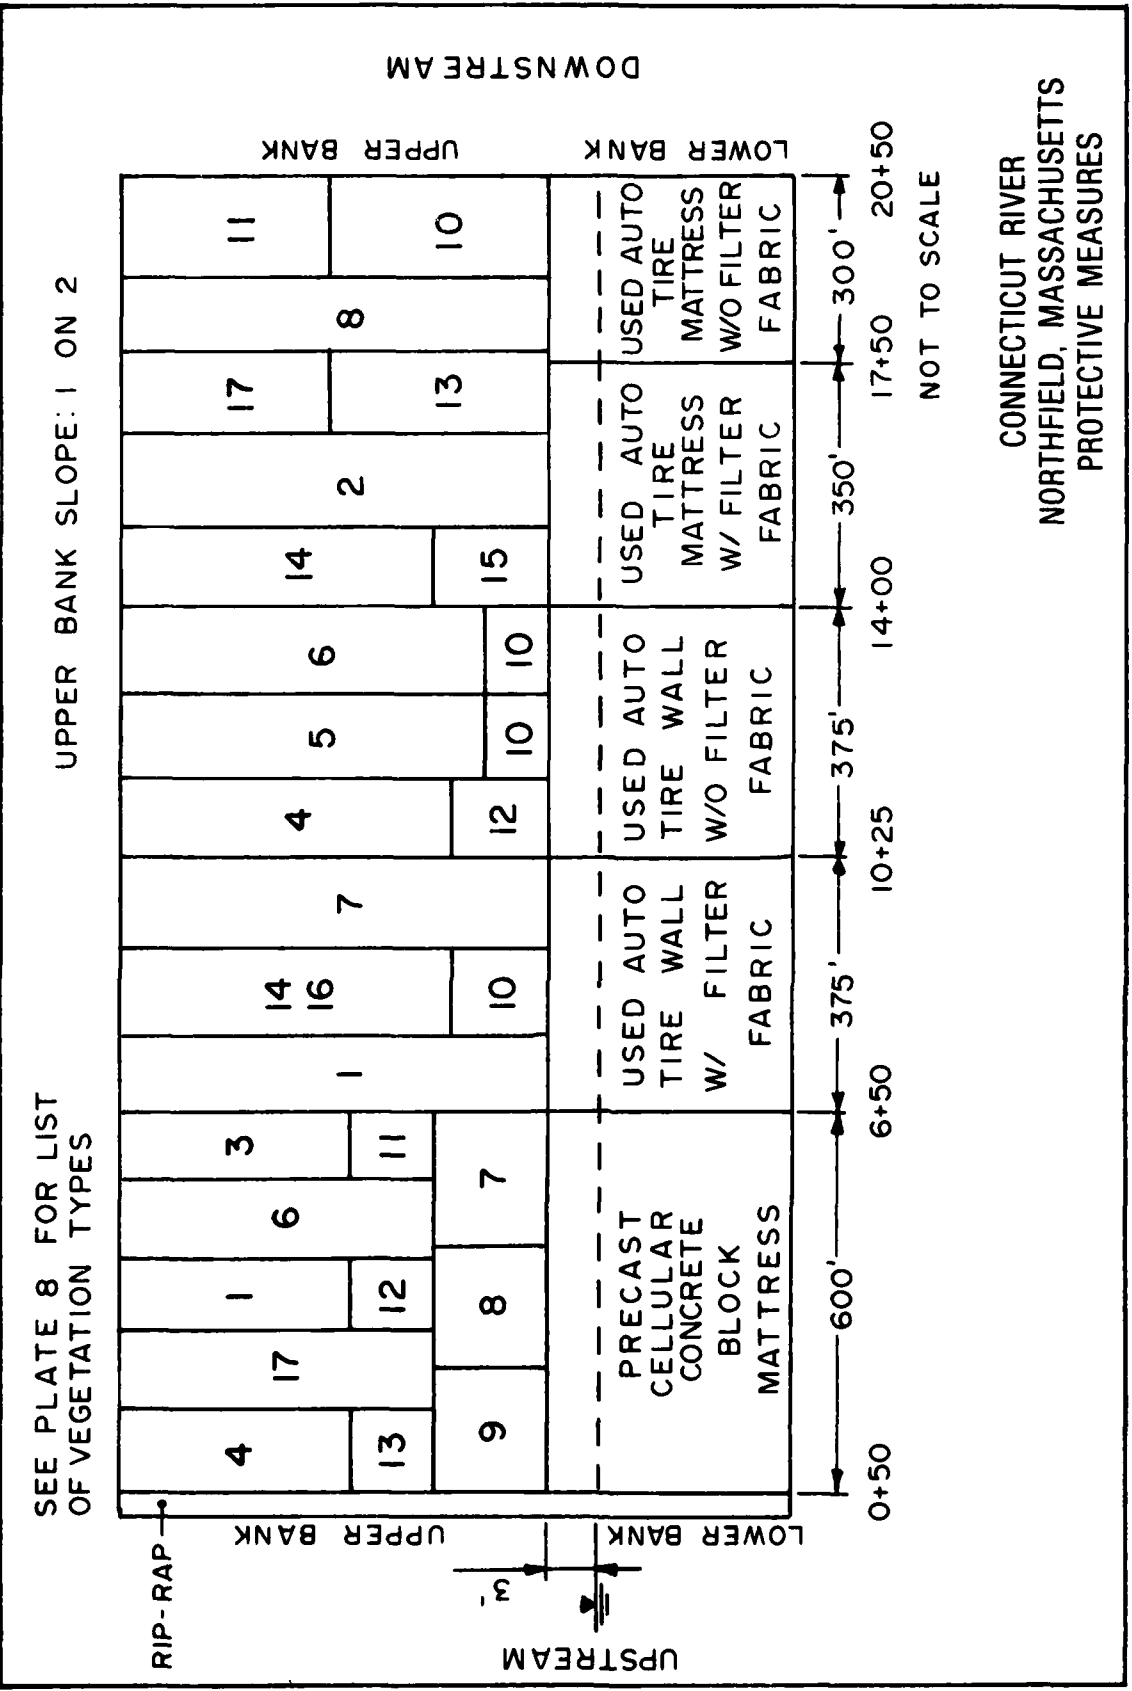 SEE PLATE 8 FOR LIST
OF VEGETATION TYPES
UPPER BANK SLOPE: 1 ON 2
RIP-RAP
UPSTREAM
UPPER BANK
LOWER BANK
3'
4
13
17
1
12
6
3
11
9
8
7
1
14
16
10
7
4
12
5
10
6
10
14
15
2
17
13
8
11
10
PRECAST
CELLULAR
CONCRETE
BLOCK
MATTRESS
USED AUTO
TIRE WALL
W/ FILTER
FABRIC
USED AUTO
TIRE WALL
W/O FILTER
FABRIC
USED AUTO
TIRE
MATTRESS
W/ FILTER
FABRIC
USED AUTO
TIRE
MATTRESS
W/O FILTER
FABRIC
UPPER BANK
LOWER BANK
DOWNSTREAM
600'
375'
375'
350'
300'
0+50
6+50
10+25
14+00
17+50
20+50
NOT TO SCALE
CONNECTICUT RIVER
NORTHFIELD, MASSACHUSETTS
PROTECTIVE MEASURES